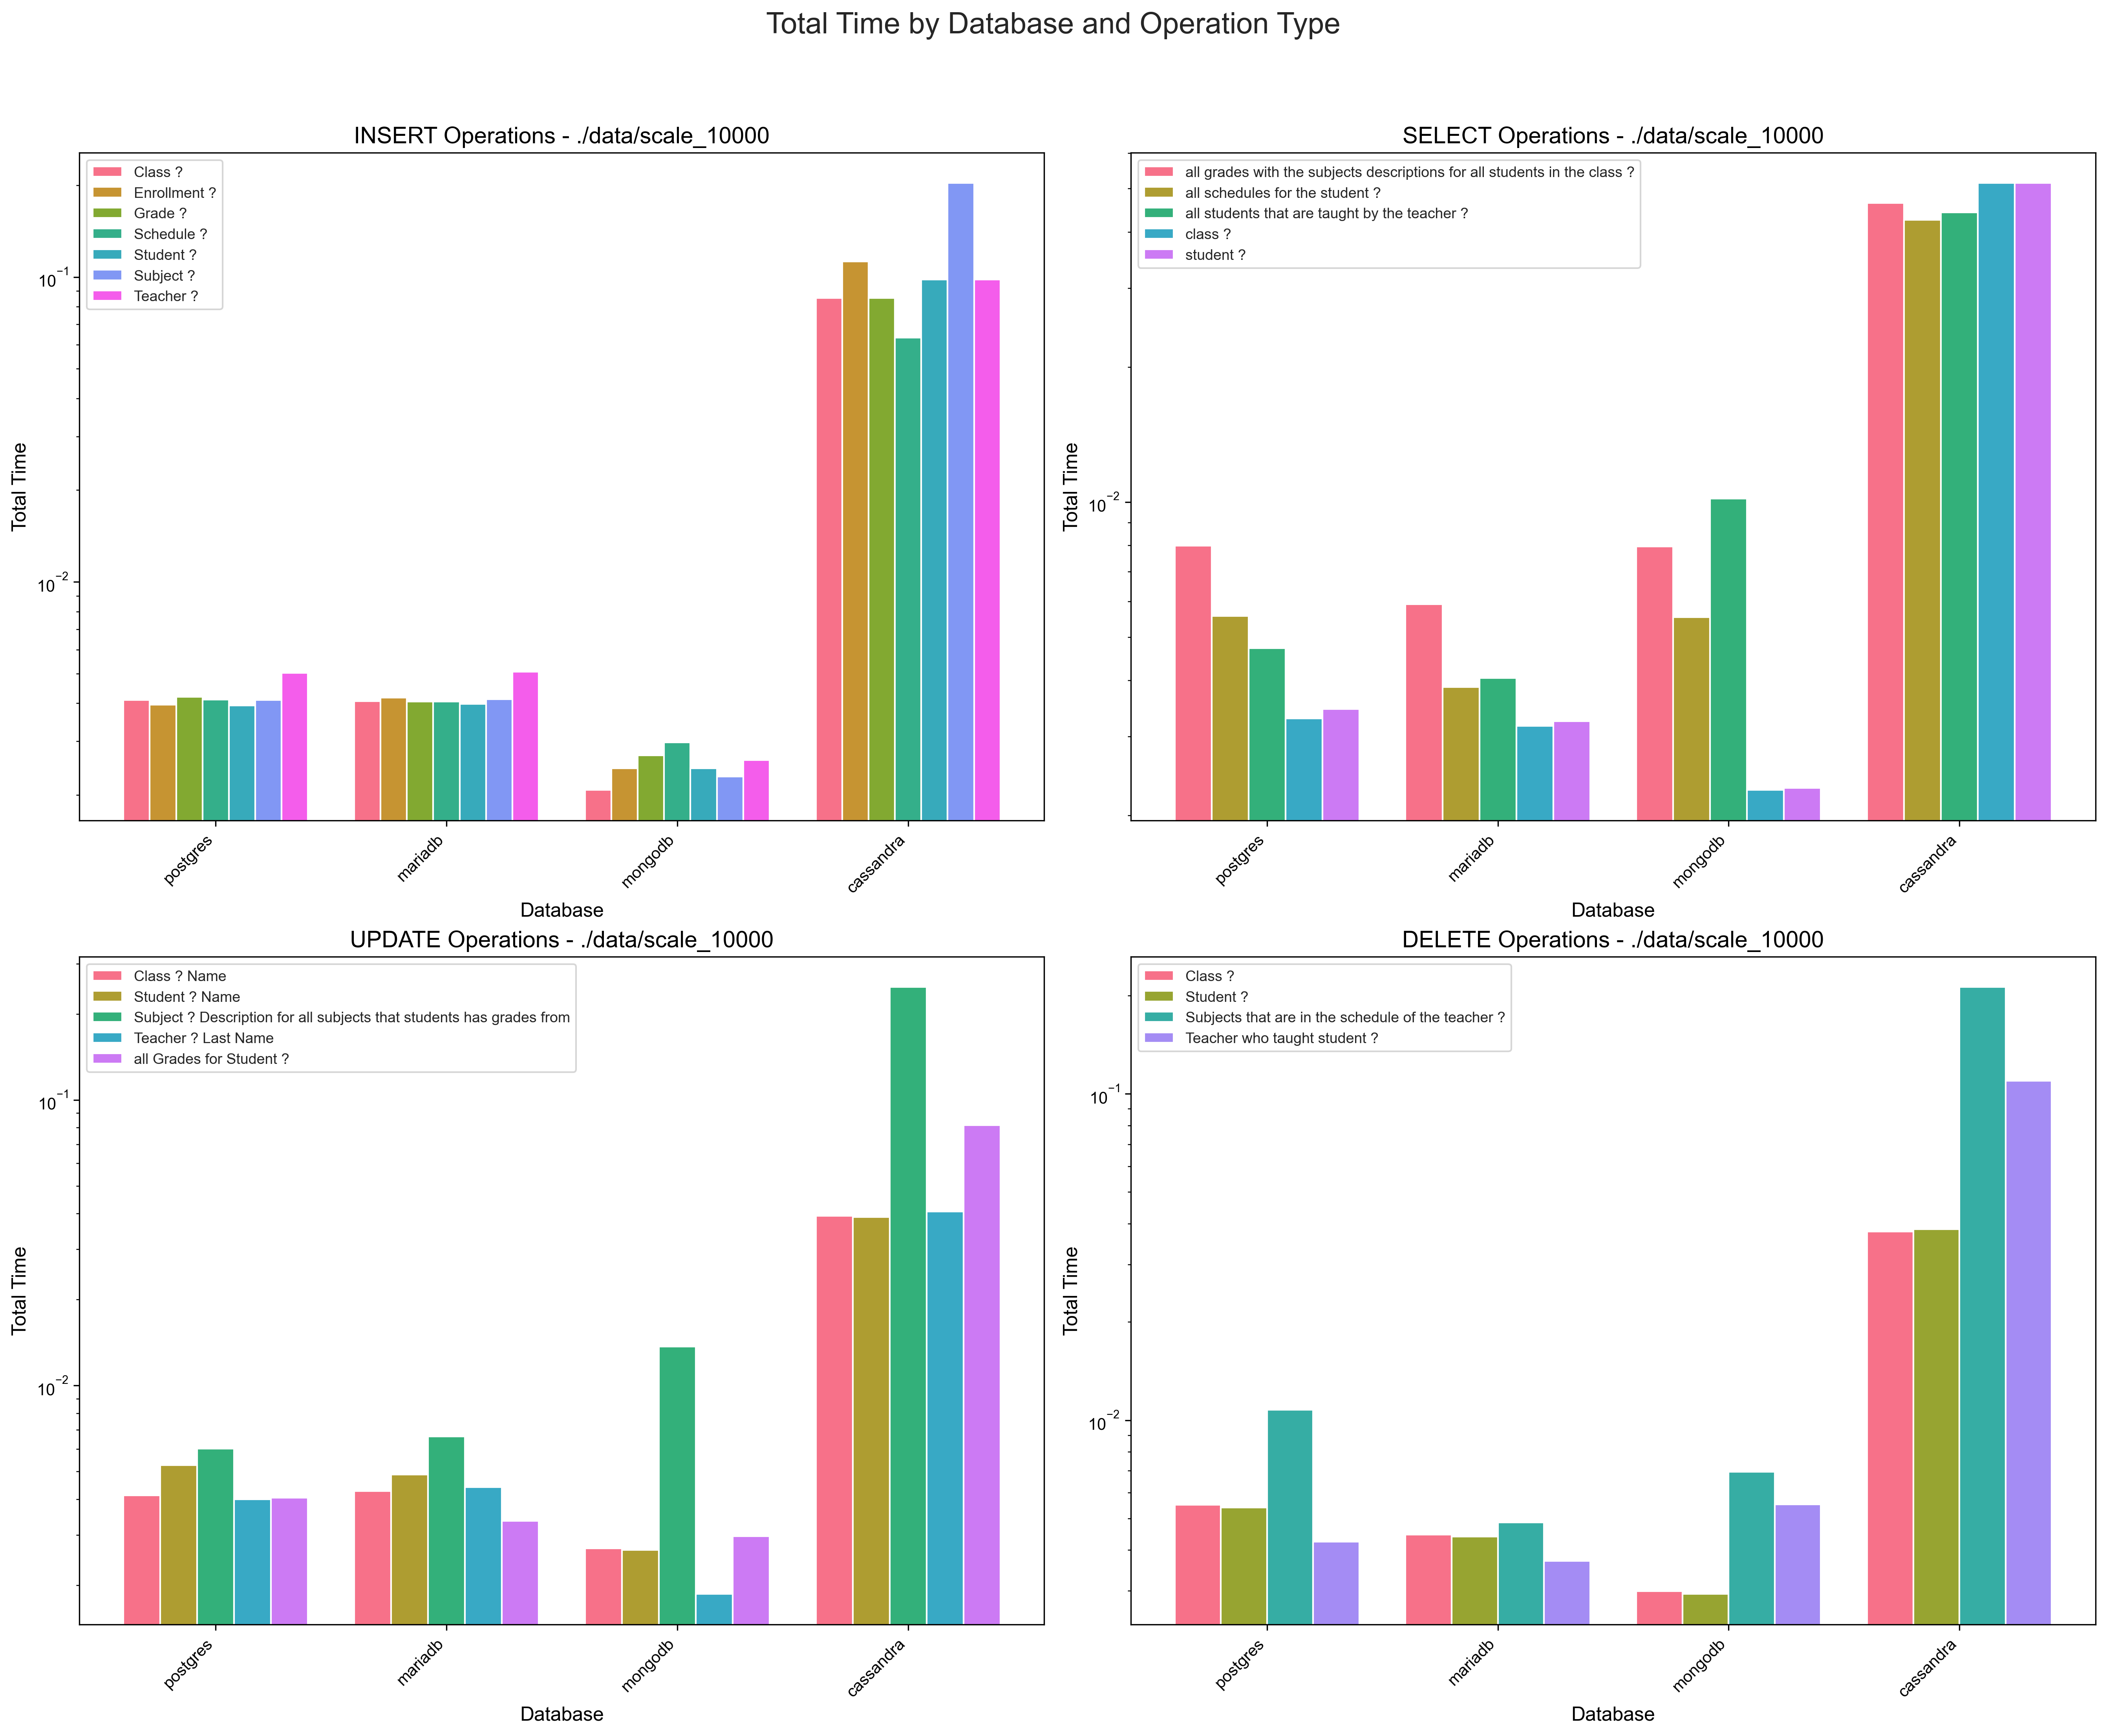 Total Time by Database and Operation Type
INSERT Operations - ./data/scale_10000
Class ?
Enrollment ?
Grade ?
Schedule ?
Student ?
Subject ?
Teacher ?
10⁻¹
10⁻²
Total Time
postgres
mariadb
mongodb
cassandra
Database
SELECT Operations - ./data/scale_10000
all grades with the subjects descriptions for all students in the class ?
all schedules for the student ?
all students that are taught by the teacher ?
class ?
student ?
10⁻²
Total Time
postgres
mariadb
mongodb
cassandra
Database
UPDATE Operations - ./data/scale_10000
Class ? Name
Student ? Name
Subject ? Description for all subjects that students has grades from
Teacher ? Last Name
all Grades for Student ?
10⁻¹
10⁻²
Total Time
postgres
mariadb
mongodb
cassandra
Database
DELETE Operations - ./data/scale_10000
Class ?
Student ?
Subjects that are in the schedule of the teacher ?
Teacher who taught student ?
10⁻¹
10⁻²
Total Time
postgres
mariadb
mongodb
cassandra
Database